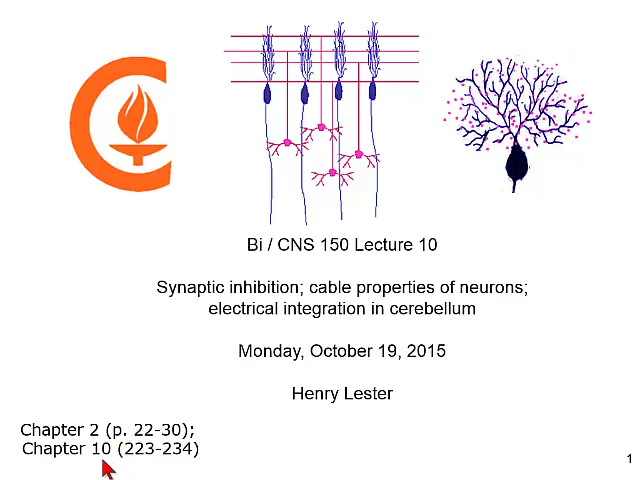 Bi / CNS 150 Lecture 10
Synaptic inhibition; cable properties of neurons;
electrical integration in cerebellum
Monday, October 19, 2015
Henry Lester
Chapter 2 (p. 22-30);
Chapter 10 (223-234)
1